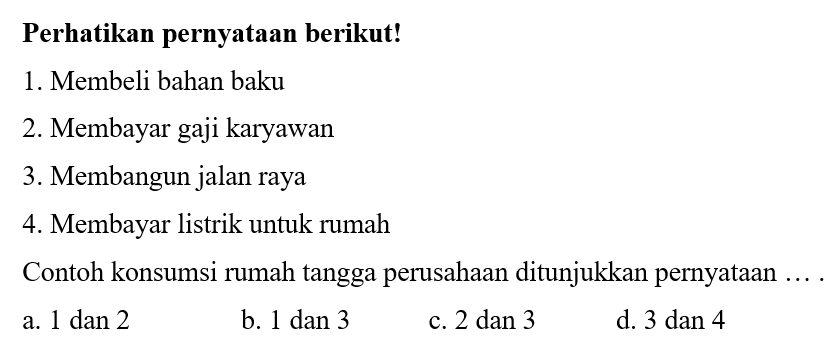 Perhatikan pernyataan berikut!
1. Membeli bahan baku
2. Membayar gaji karyawan
3. Membangun jalan raya
4. Membayar listrik untuk rumah
Contoh konsumsi rumah tangga perusahaan ditunjukkan pernyataan ... .
a. 1 dan 2 b. 1 dan 3 c. 2 dan 3 d. 3 dan 4